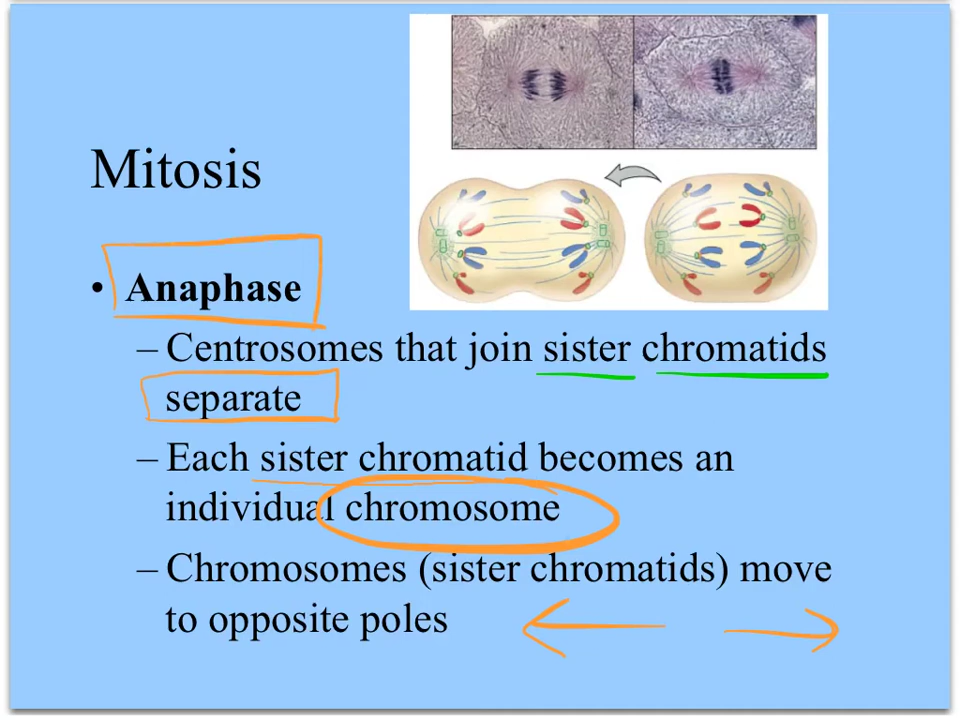 Mitosis
• Anaphase
– Centrosomes that join sister chromatids
separate
– Each sister chromatid becomes an
individual chromosome
– Chromosomes (sister chromatids) move
to opposite poles